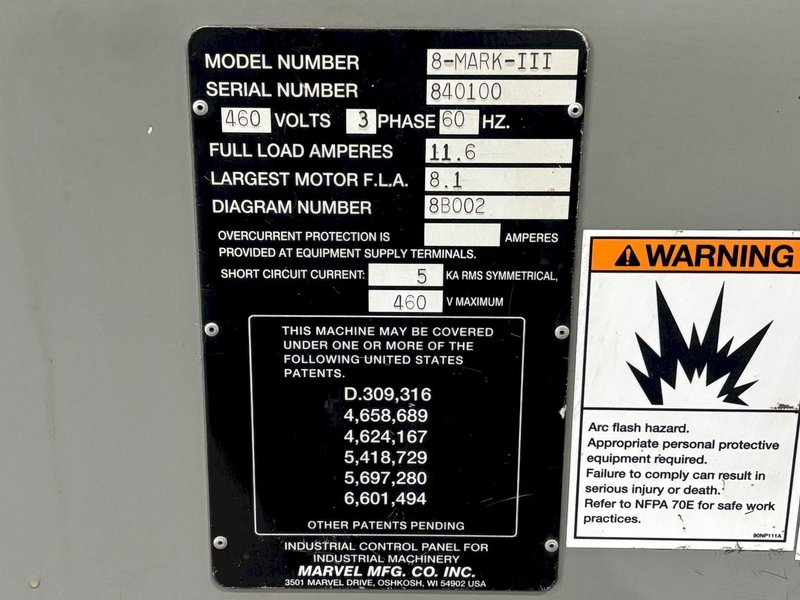 MODEL NUMBER 8-MARK-III
SERIAL NUMBER 840100
460 VOLTS 3 PHASE 60 HZ.
FULL LOAD AMPERES 11.6
LARGEST MOTOR F.L.A. 8.1
DIAGRAM NUMBER 8B002
OVERCURRENT PROTECTION IS AMPERES
PROVIDED AT EQUIPMENT SUPPLY TERMINALS.
SHORT CIRCUIT CURRENT: 5 KA RMS SYMMETRICAL,
460 V MAXIMUM
THIS MACHINE MAY BE COVERED
UNDER ONE OR MORE OF THE
FOLLOWING UNITED STATES
PATENTS.
D.309,316
4,658,689
4,624,167
5,418,729
5,697,280
6,601,494
OTHER PATENTS PENDING
INDUSTRIAL CONTROL PANEL FOR
INDUSTRIAL MACHINERY
MARVEL MFG. CO. INC.
3501 MARVEL DRIVE, OSHKOSH, WI 54902 USA
WARNING
Arc flash hazard.
Appropriate personal protective
equipment required.
Failure to comply can result in
serious injury or death.
Refer to NFPA 70E for safe work
practices.
90NP111A